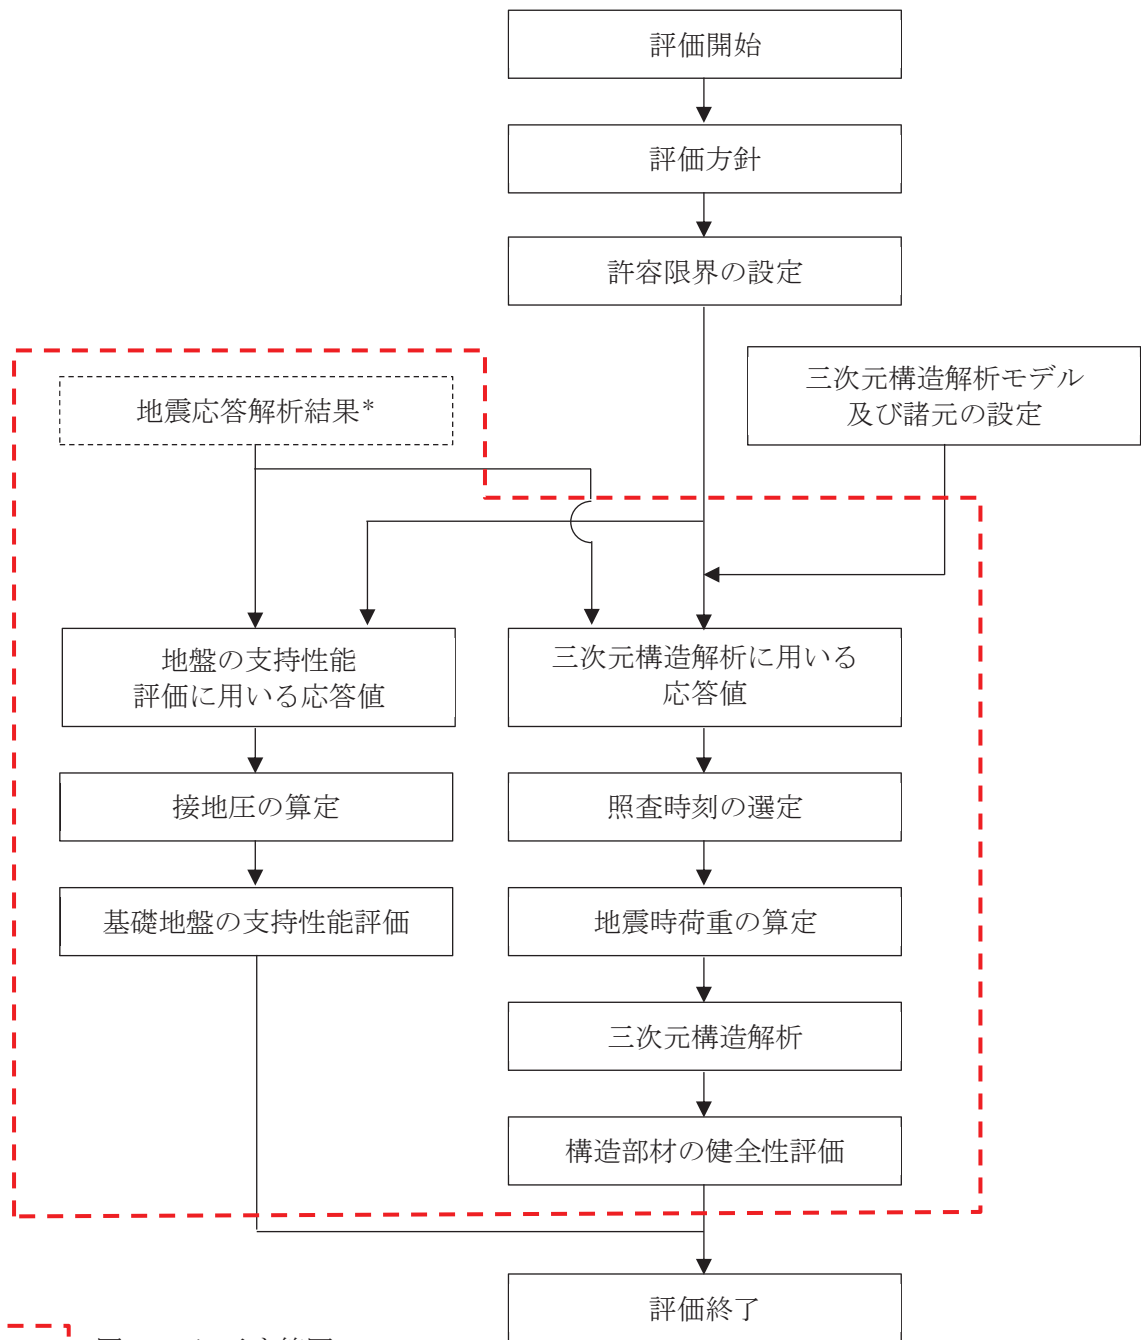 評価開始
評価方針
許容限界の設定
地震応答解析結果*
三次元構造解析モデル
及び諸元の設定
地盤の支持性能
評価に用いる応答値
三次元構造解析に用いる
応答値
接地圧の算定
照査時刻の選定
基礎地盤の支持性能評価
地震時荷重の算定
三次元構造解析
構造部材の健全性評価
評価終了